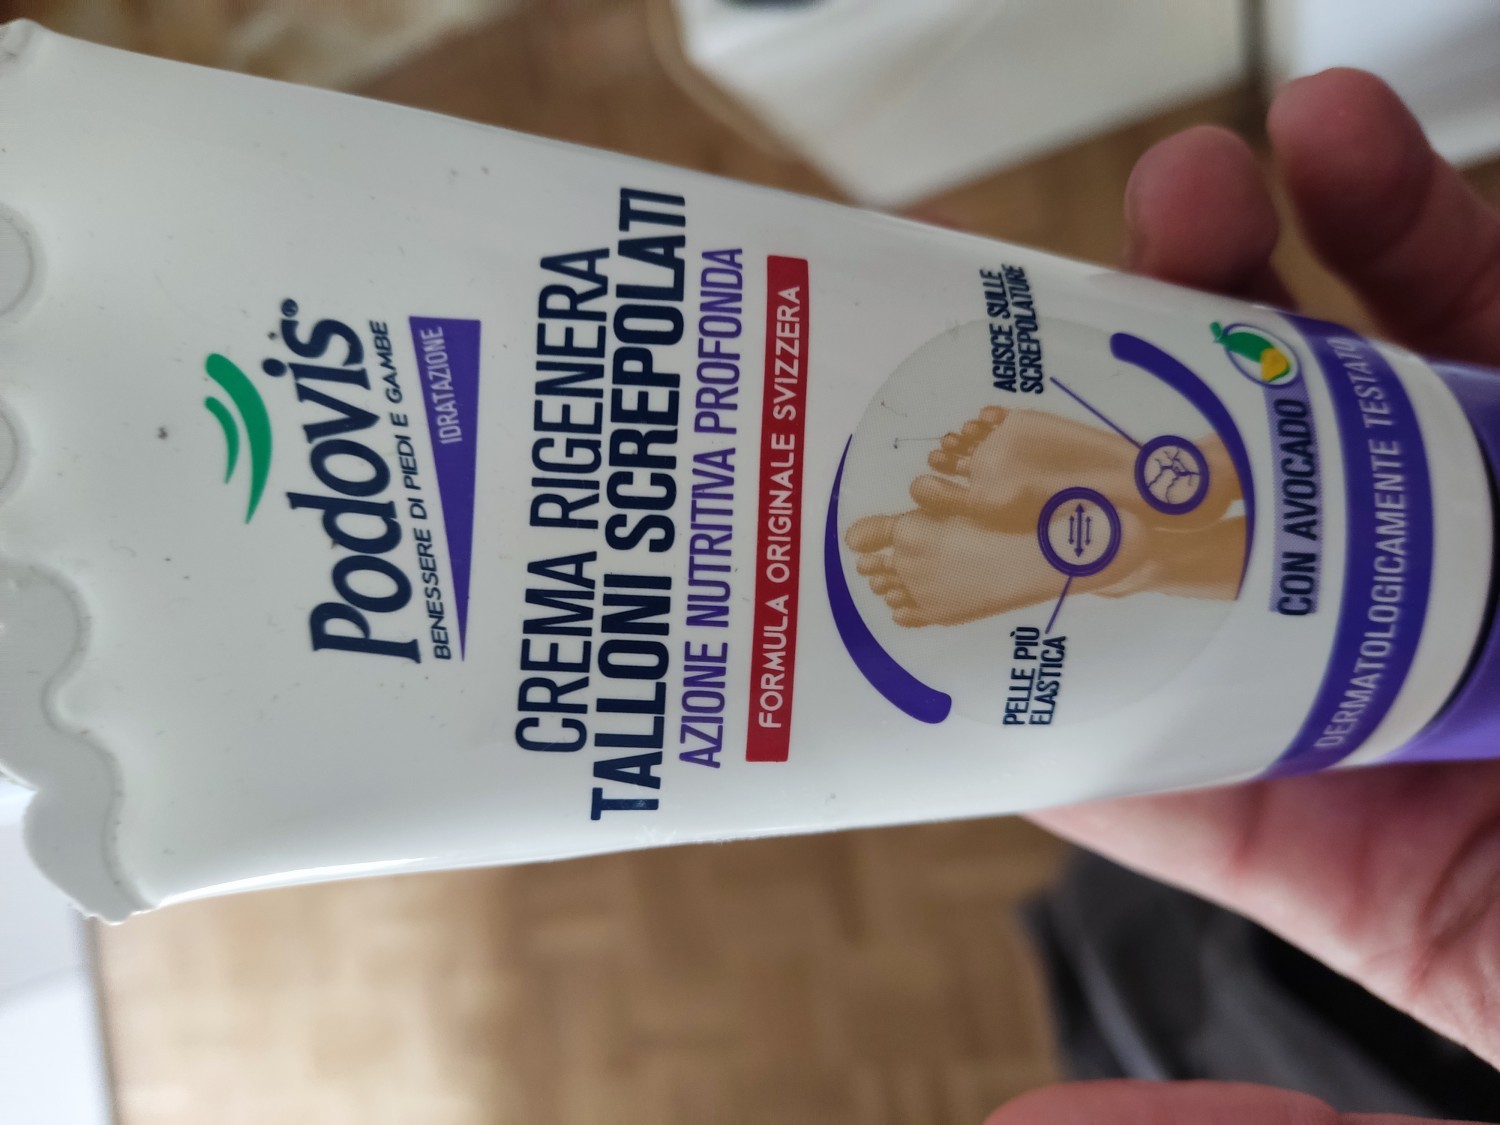 Podovis®
BENESSERE DI PIEDI E GAMBE
IDRATAZIONE
CREMA RIGENERA
TALLONI SCREPOLATI
AZIONE NUTRITIVA PROFONDA
FORMULA ORIGINALE SVIZZERA
AGISCE SULLE
SCREPOLATURE
PELLE PIÙ
ELASTICA
CON AVOCADO
DERMATOLOGICAMENTE TESTATO